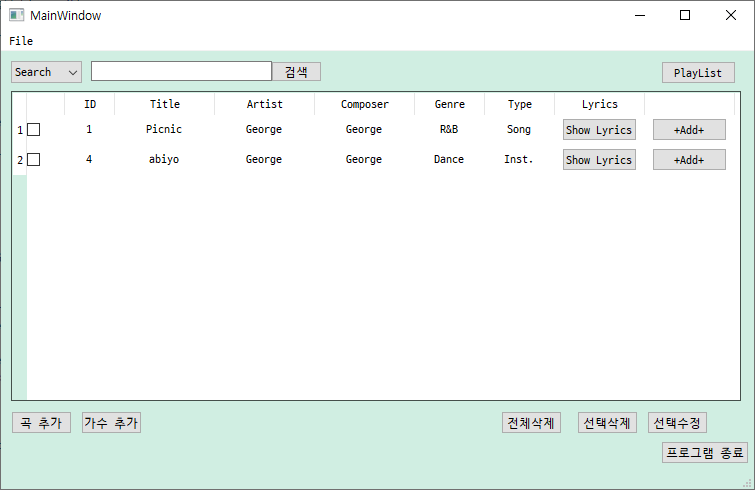 MainWindow
File
Search 검색 PlayList
ID Title Artist Composer Genre Type Lyrics
1 1 Picnic George George R&B Song Show Lyrics +Add+
2 4 abiyo George George Dance Inst. Show Lyrics +Add+
곡 추가 가수 추가 전체삭제 선택삭제 선택수정
프로그램 종료